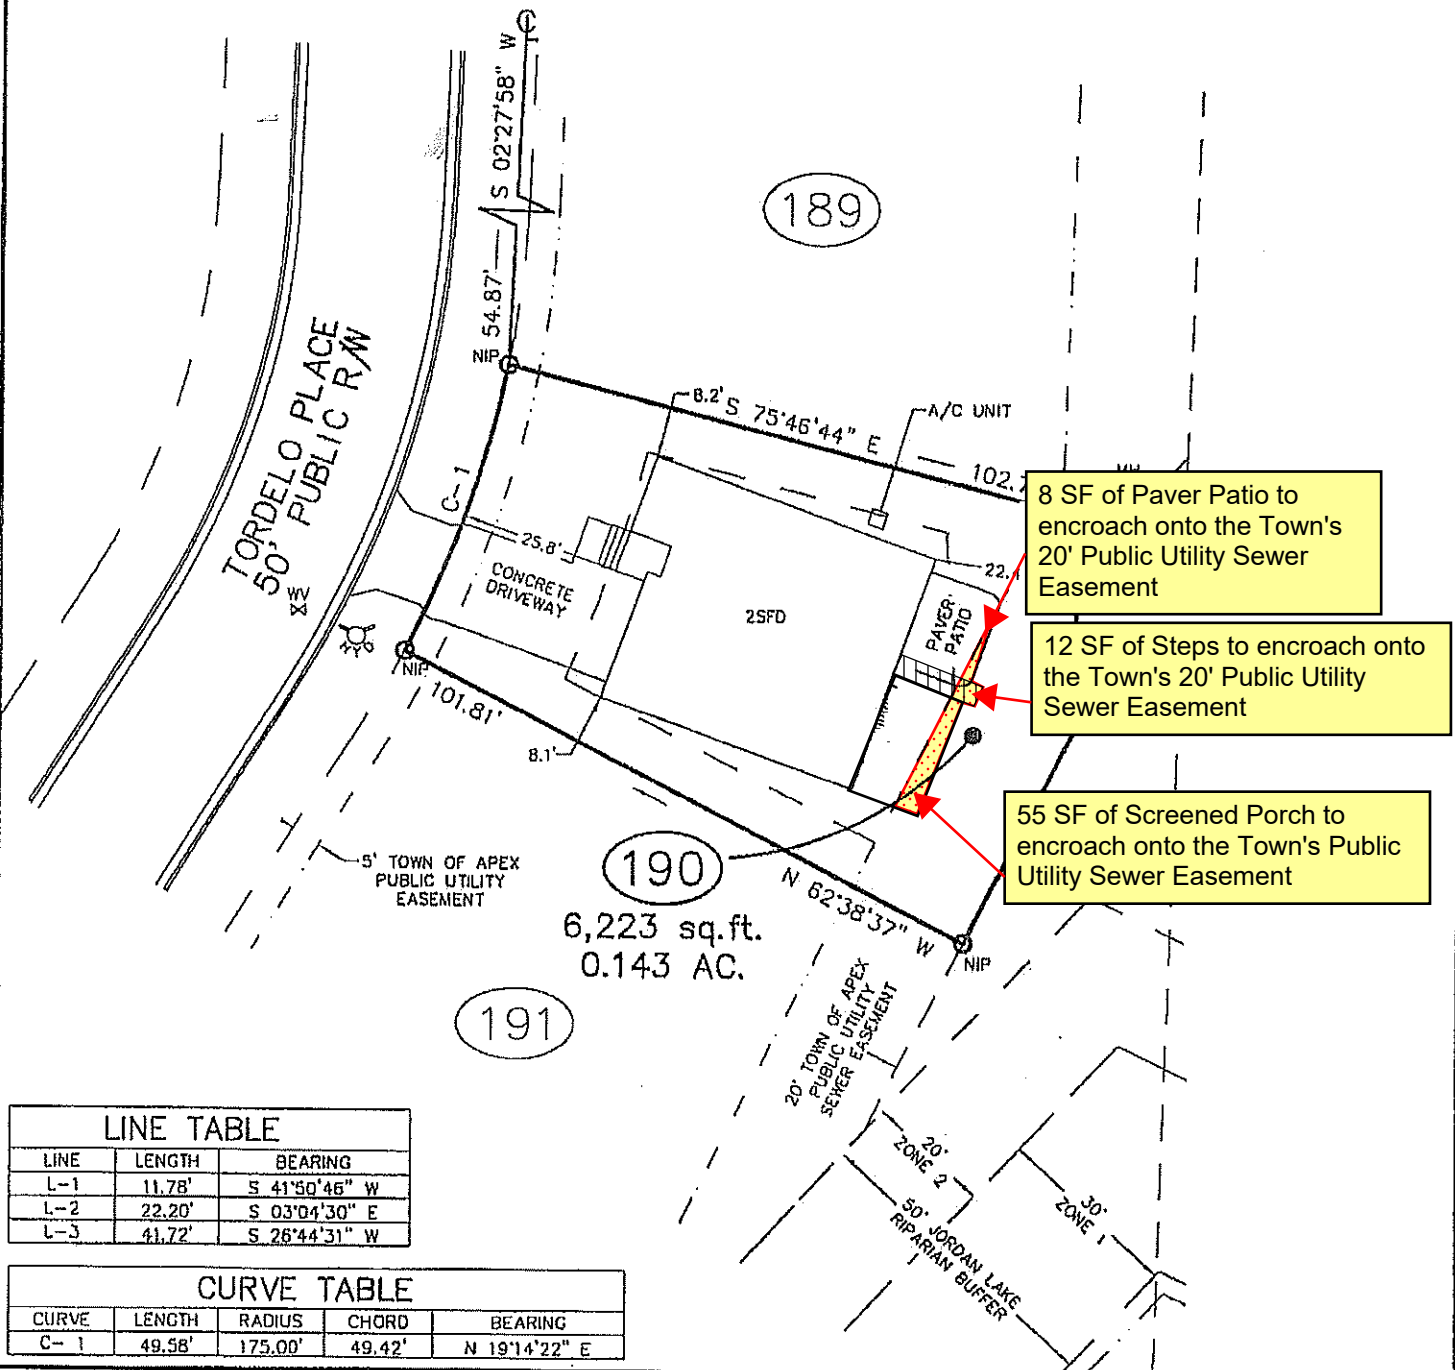 S 02°27'58" W
54.87'
189
TORDELO PLACE
50' PUBLIC R/W
WV
HYD
NIP
C-1
8.2'
S 75°46'44" E
A/C UNIT
MH
25.8'
CONCRETE
DRIVEWAY
2SFD
PAVER
PATIO
8 SF of Paver Patio to
encroach onto the Town's
20' Public Utility Sewer
Easement
12 SF of Steps to encroach onto
the Town's 20' Public Utility
Sewer Easement
55 SF of Screened Porch to
encroach onto the Town's Public
Utility Sewer Easement
NIP
101.81'
8.1'
5' TOWN OF APEX
PUBLIC UTILITY
EASEMENT
190
6,223 sq.ft.
0.143 AC.
N 62°38'37" W
NIP
191
20' TOWN OF APEX
PUBLIC UTILITY
SEWER EASEMENT
20'
ZONE 2
30'
ZONE 1
50' JORDAN LAKE
RIPARIAN BUFFER
LINE TABLE
LINE LENGTH BEARING
L-1 11.78' S 41°50'46" W
L-2 22.20' S 03°04'30" E
L-3 41.72' S 26°44'31" W
CURVE TABLE
CURVE LENGTH RADIUS CHORD BEARING
C- 1 49.58' 175.00' 49.42' N 19°14'22" E